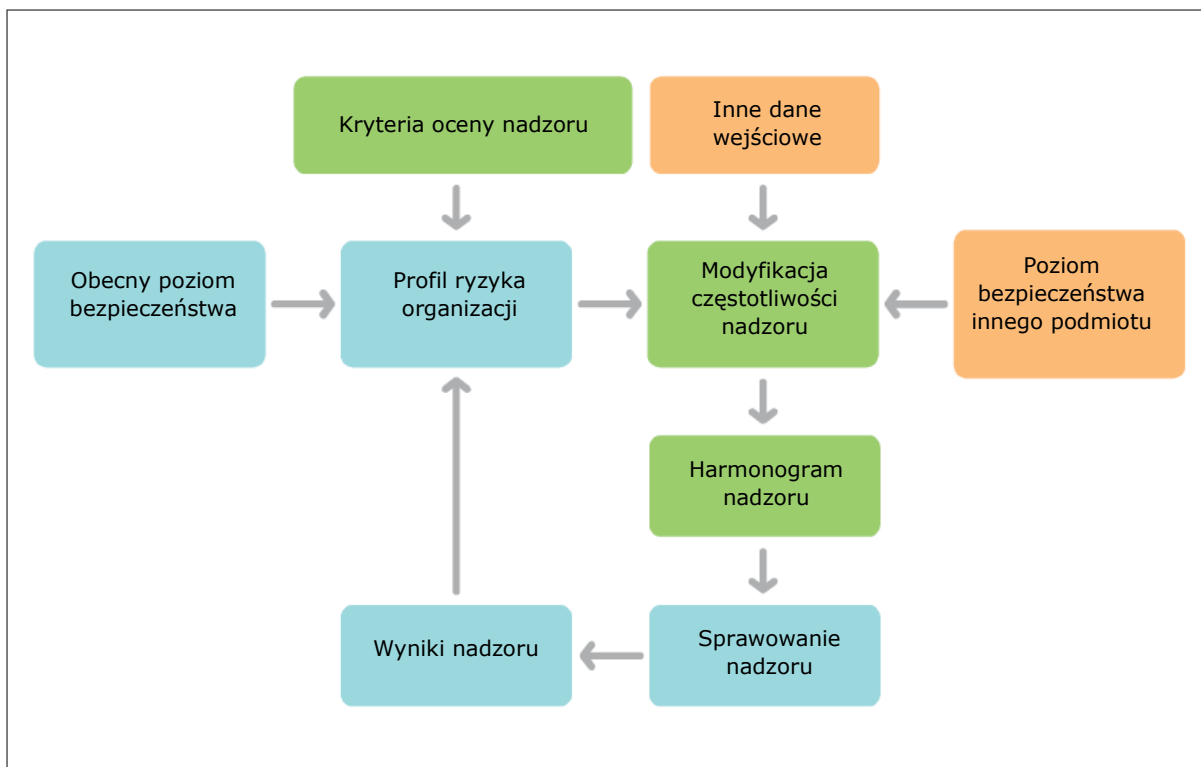 Kryteria oceny nadzoru
Inne dane
wejściowe
Obecny poziom
bezpieczeństwa
Profil ryzyka
organizacji
Modyfikacja
częstotliwości
nadzoru
Poziom
bezpieczeństwa
innego podmiotu
Harmonogram
nadzoru
Wyniki nadzoru
Sprawowanie
nadzoru